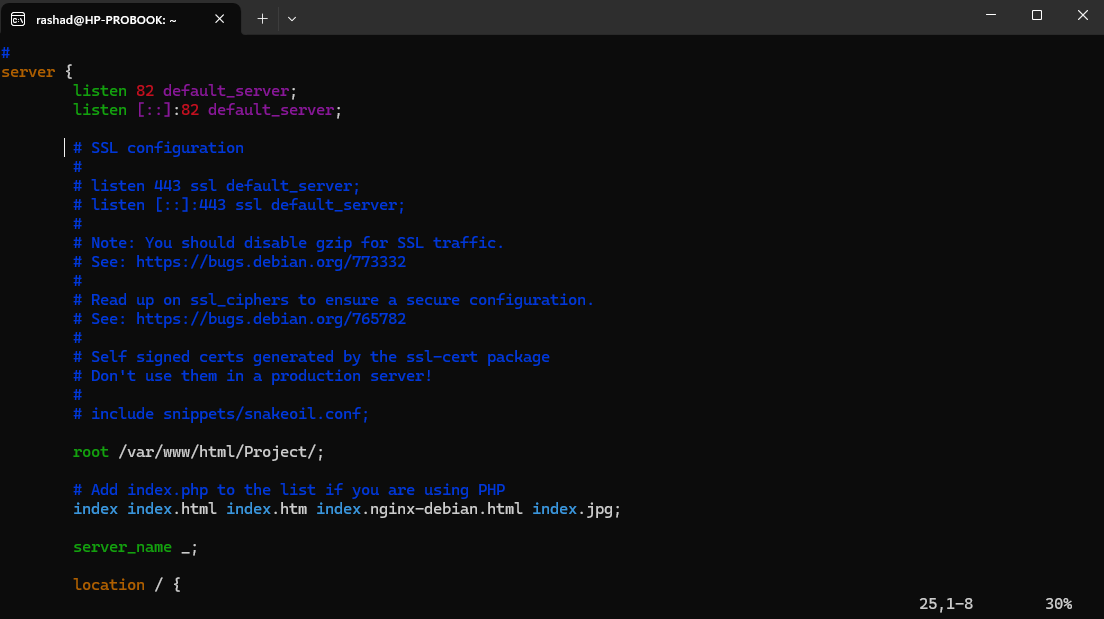 rashad@HP-PROBOOK: ~
#
server {
listen 82 default_server;
listen [::]:82 default_server;
# SSL configuration
#
# listen 443 ssl default_server;
# listen [::]:443 ssl default_server;
#
# Note: You should disable gzip for SSL traffic.
# See: https://bugs.debian.org/773332
#
# Read up on ssl_ciphers to ensure a secure configuration.
# See: https://bugs.debian.org/765782
#
# Self signed certs generated by the ssl-cert package
# Don't use them in a production server!
#
# include snippets/snakeoil.conf;
root /var/www/html/Project/;
# Add index.php to the list if you are using PHP
index index.html index.htm index.nginx-debian.html index.jpg;
server_name _;
location / {
25,1-8 30%